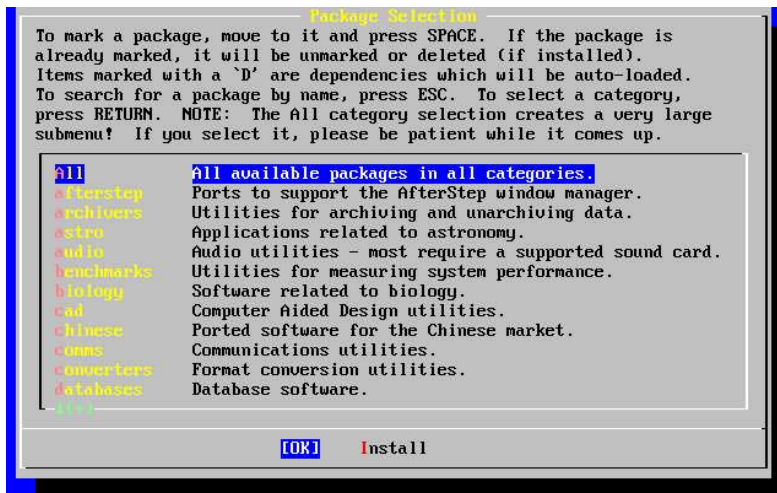 Package Selection
To mark a package, move to it and press SPACE.  If the package is
already marked, it will be unmarked or deleted (if installed).
Items marked with a `D' are dependencies which will be auto-loaded.
To search for a package by name, press ESC.  To select a category,
press RETURN.  NOTE:  The All category selection creates a very large
submenu!  If you select it, please be patient while it comes up.
All All available packages in all categories.
afterstep Ports to support the AfterStep window manager.
archivers Utilities for archiving and unarchiving data.
astro Applications related to astronomy.
audio Audio utilities - most require a supported sound card.
benchmarks Utilities for measuring system performance.
biology Software related to biology.
cad Computer Aided Design utilities.
chinese Ported software for the Chinese market.
comms Communications utilities.
converters Format conversion utilities.
databases Database software.
↓(+)
[OK] Install